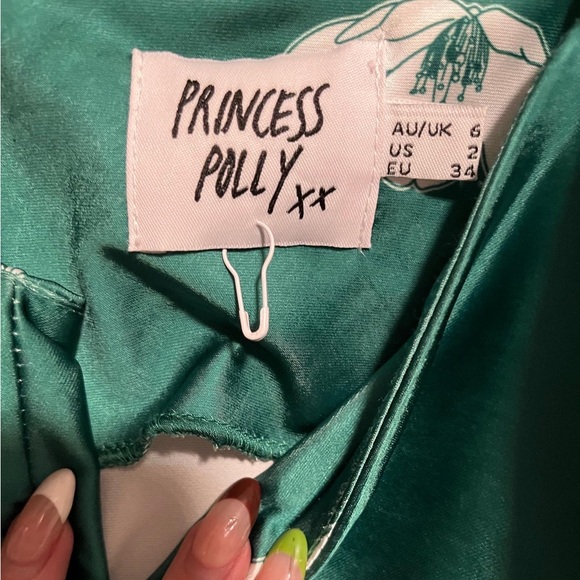 PRINCESS
POLLY xx
AU/UK 6
US 2
EU 34